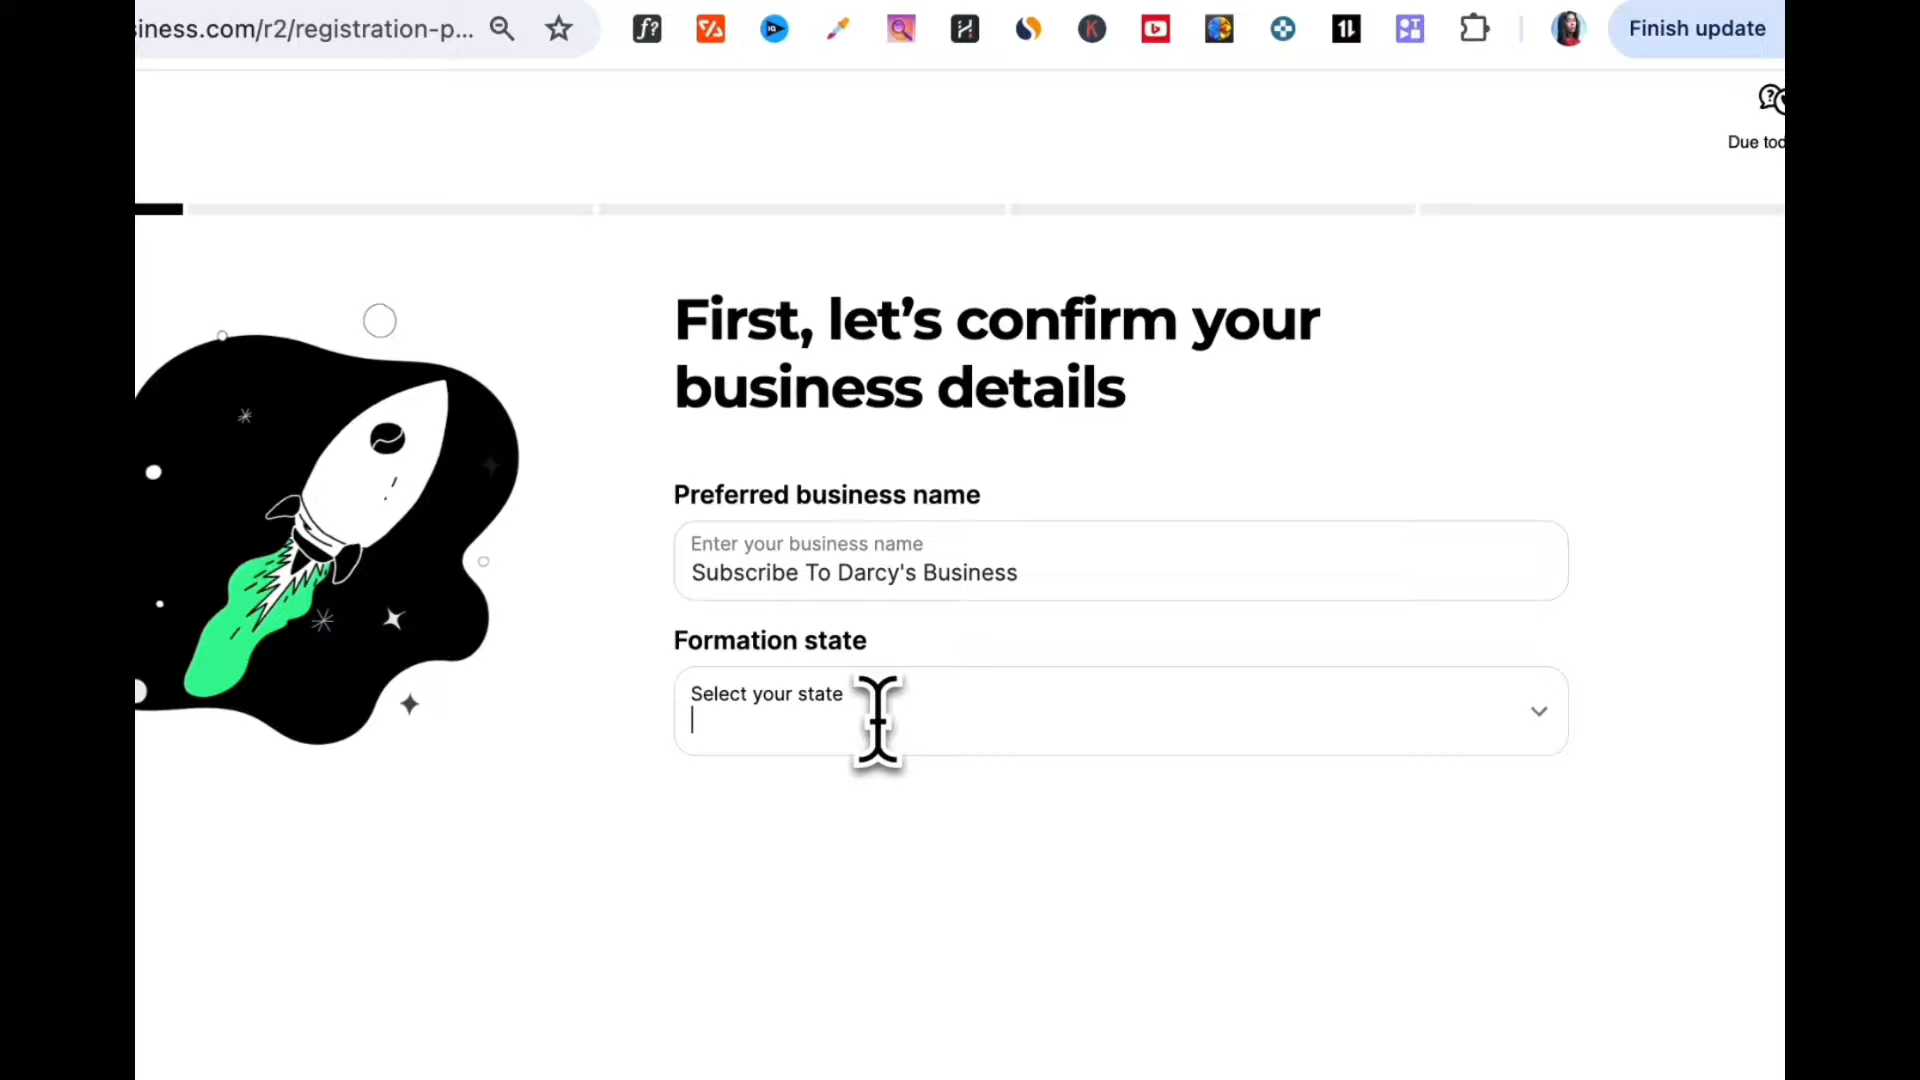 iness.com/r2/registration-p...
Finish update
Due tod
First, let's confirm your
business details
Preferred business name
Enter your business name
Subscribe To Darcy's Business
Formation state
Select your state